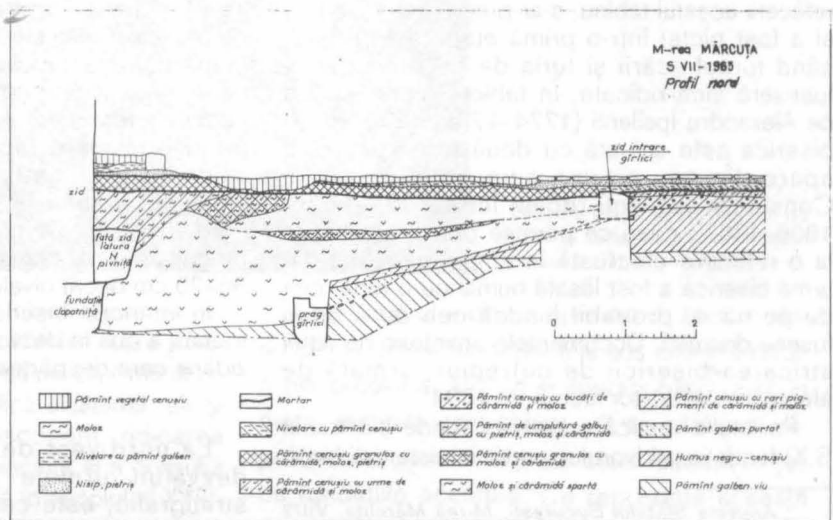 M-rea MĂRCUȚA
S VII-1965
Profil nord
zid intrare
gîrlici
zid
față zid
latura
N
pivniță
fundație
clopotniță
prag
gîrlici
0 1 2
Pămînt vegetal cenușiu
Moloz
Nivelare cu pămînt galben
Nisip, pietriș
Mortar
Nivelare cu pămînt cenușiu
Pămînt cenușiu granulos cu
cărămidă, moloz, pietriș
Pămînt cenușiu cu urme de
cărămidă și moloz
Pămînt cenușiu cu bucăți de
cărămidă și moloz
Pămînt de umplutură gălbui
cu pietriș, moloz și cărămidă
Pămînt cenușiu granulos cu
moloz și cărămidă
Moloz și cărămidă spartă
Pămînt cenușiu cu rari pig-
menți de cărămidă și moloz
Pămînt galben purtat
Humus negru-cenușiu
Pămînt galben viu